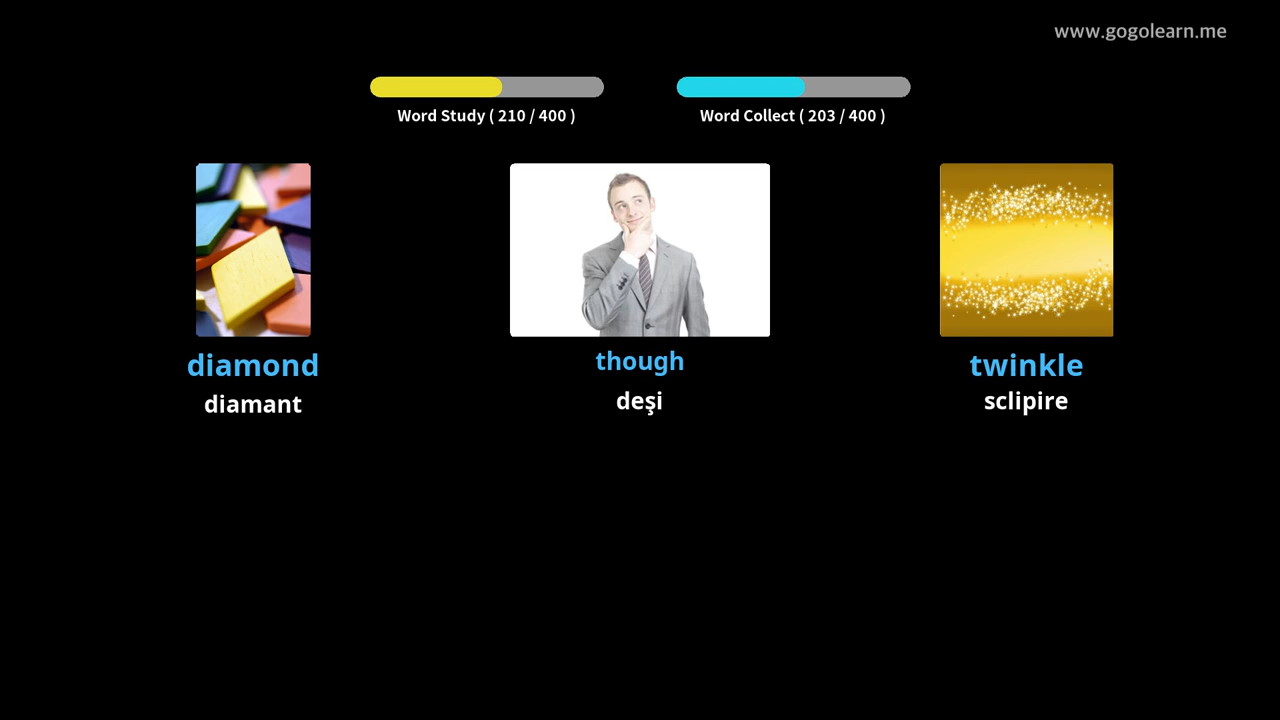 www.gogolearn.me
Word Study ( 210 / 400 )
Word Collect ( 203 / 400 )
diamond
diamant
though
deşi
twinkle
sclipire